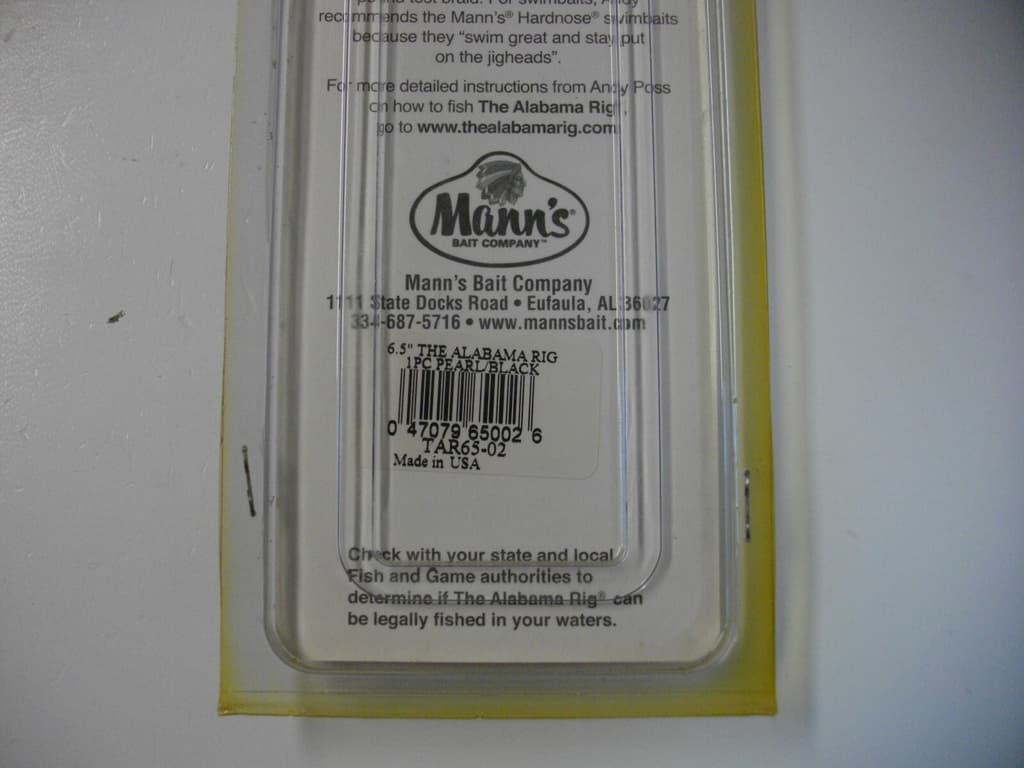 recommends the Mann's® Hardnose® swimbaits
because they "swim great and stay put
on the jigheads".
For more detailed instructions from Andy Poss
on how to fish The Alabama Rig®,
go to www.thealabamarig.com
Mann's®
BAIT COMPANY™
Mann's Bait Company
1111 State Docks Road • Eufaula, AL 36027
334-687-5716 • www.mannsbait.com
6.5" THE ALABAMA RIG
1PC PEARL/BLACK
0 47079 65002 6
TAR65-02
Made in USA
Check with your state and local
Fish and Game authorities to
determine if The Alabama Rig® can
be legally fished in your waters.